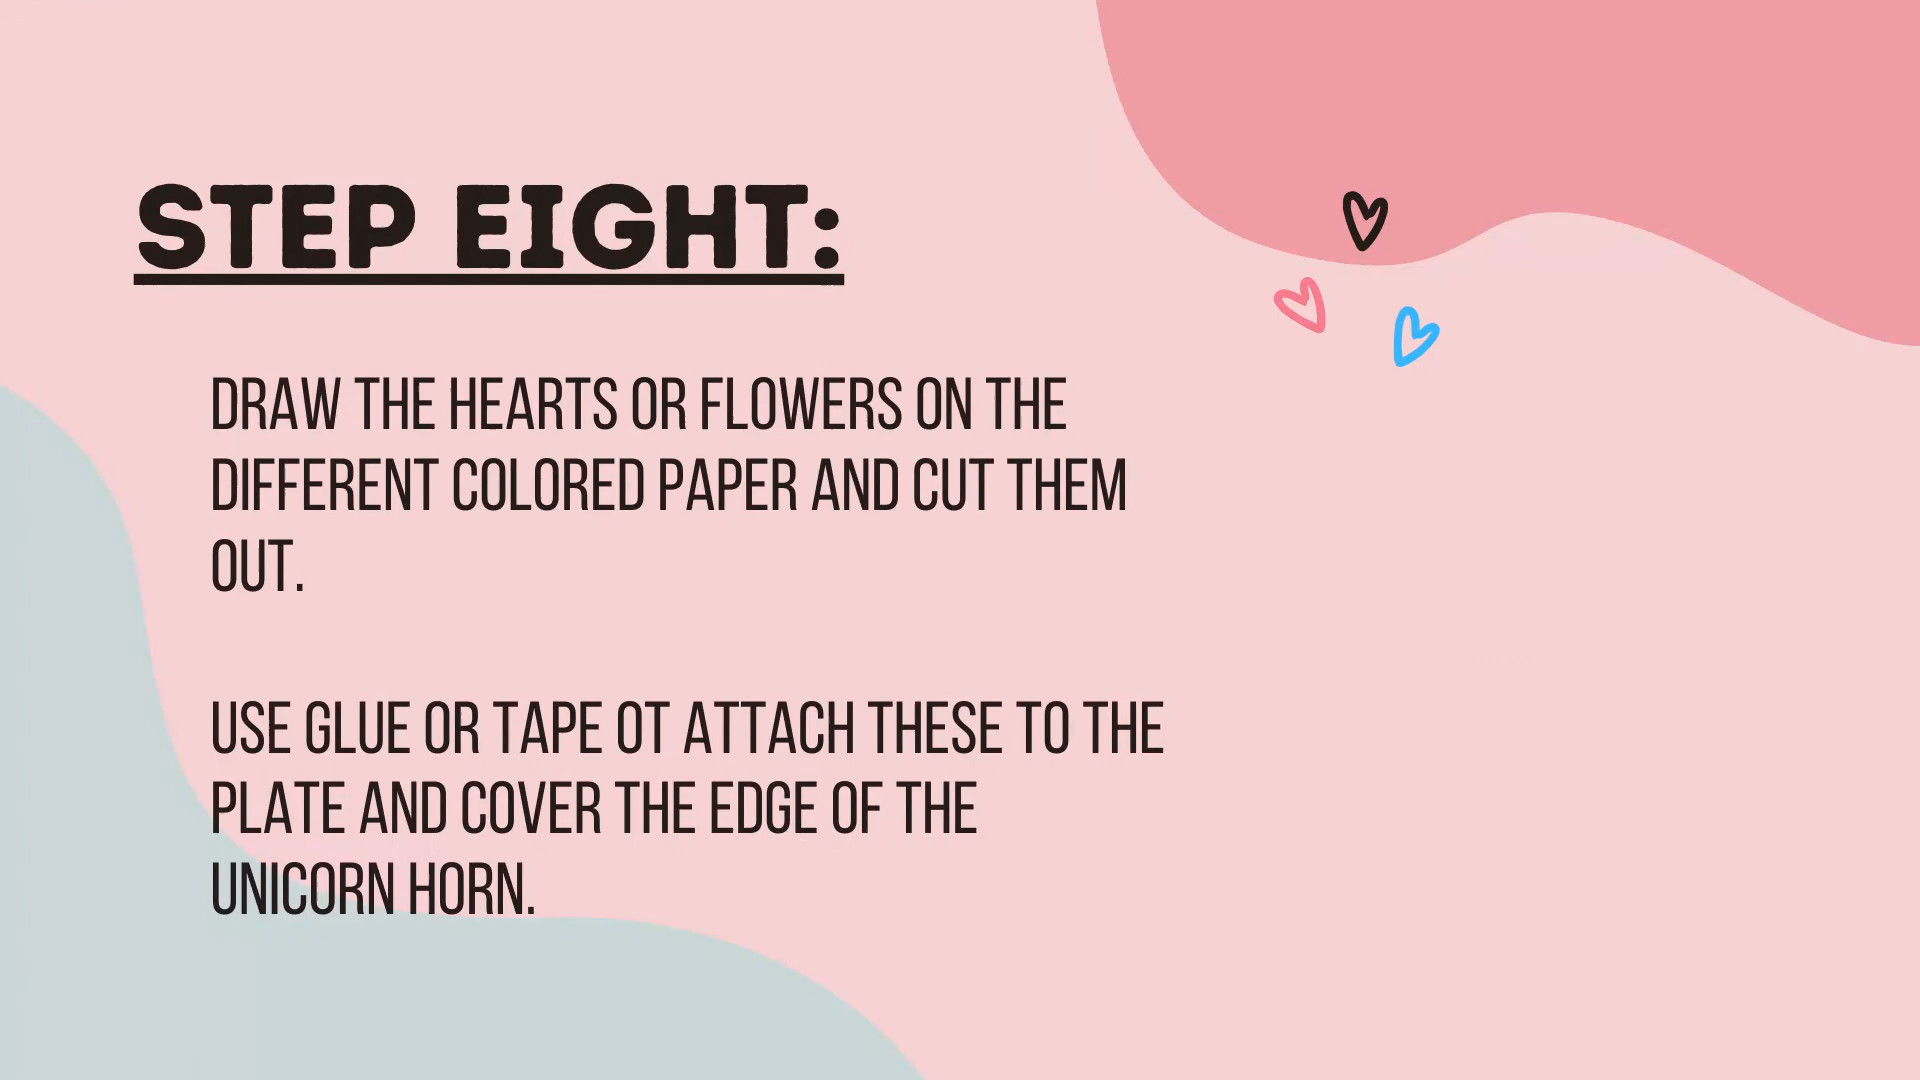 STEP EIGHT:
DRAW THE HEARTS OR FLOWERS ON THE
DIFFERENT COLORED PAPER AND CUT THEM
OUT.
USE GLUE OR TAPE OT ATTACH THESE TO THE
PLATE AND COVER THE EDGE OF THE
UNICORN HORN.